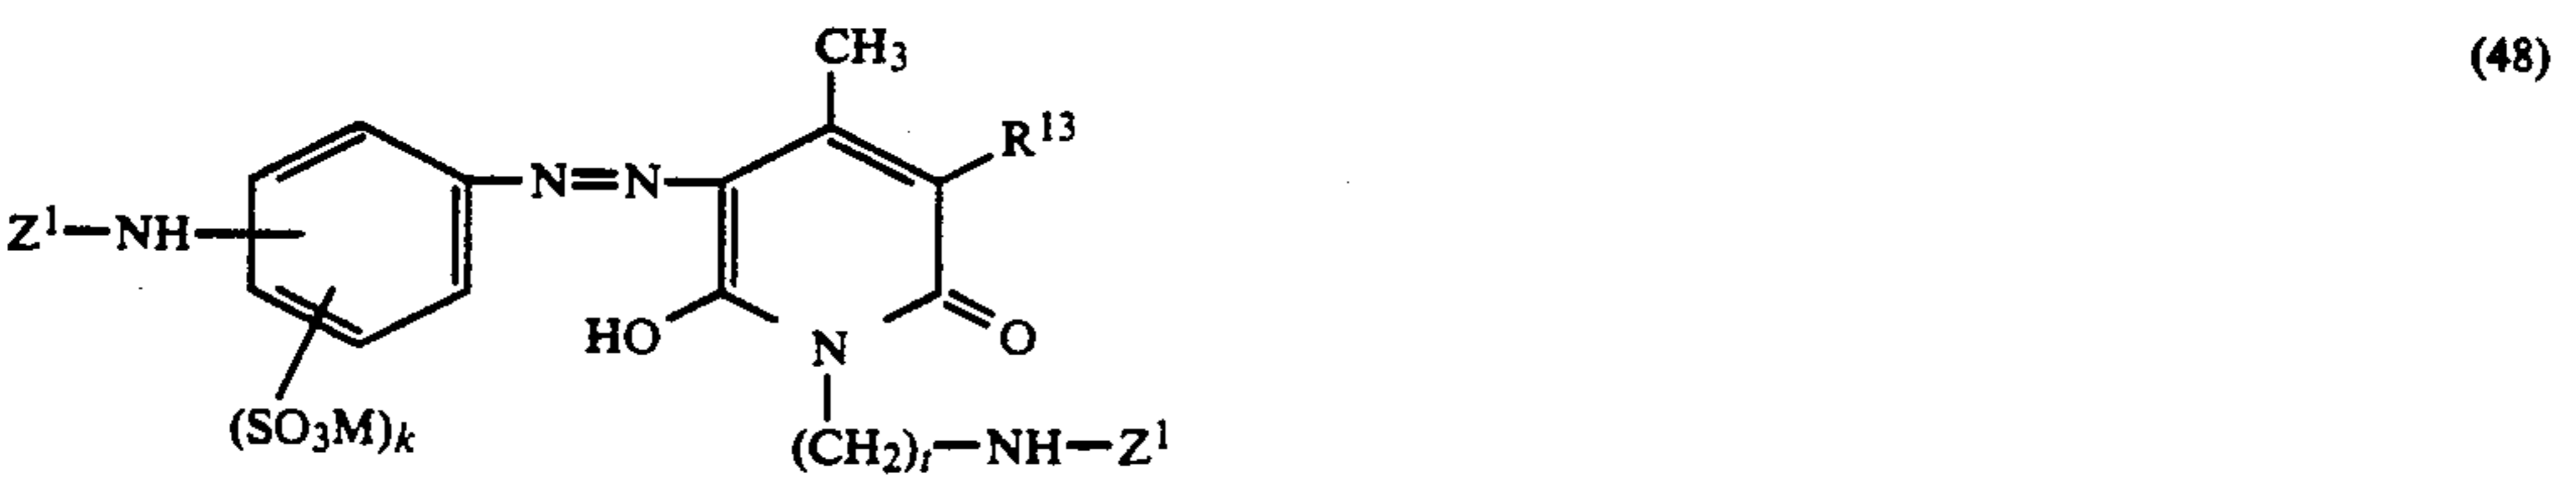 CH3 (48)
R13
N=N
Z1—NH
HO N O
(SO3M)k (CH2)t—NH—Z1